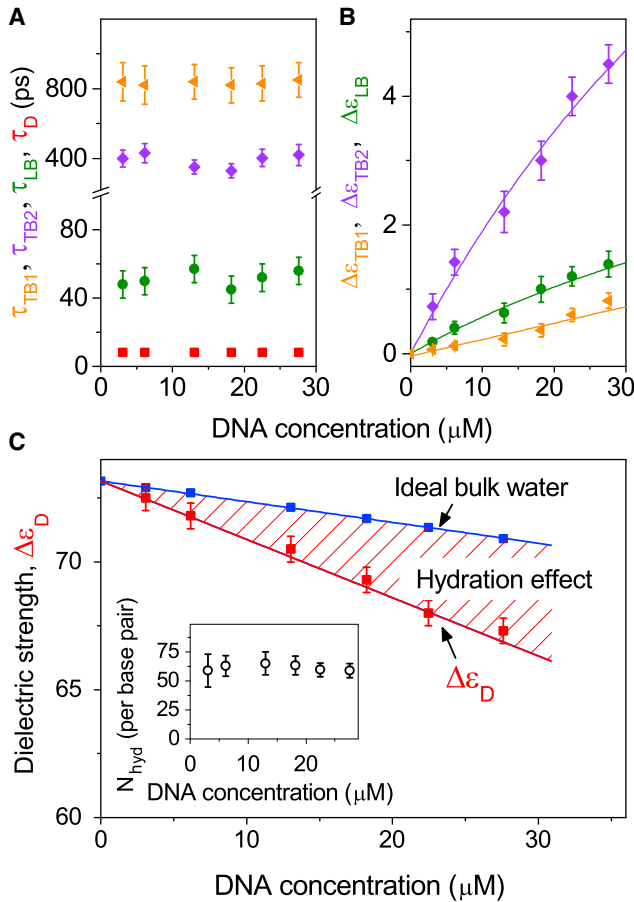 A
B
τTB1, τTB2, τLB, τD (ps)
800
400
80
40
0
0 10 20 30
DNA concentration (μM)
ΔεTB1, ΔεTB2, ΔεLB
4
2
0
0 10 20 30
DNA concentration (μM)
C
Dielectric strength, ΔεD
70
65
60
Ideal bulk water
Hydration effect
ΔεD
Nhyd (per base pair)
75
50
25
0
0 10 20
DNA concentration (μM)
0 10 20 30
DNA concentration (μM)